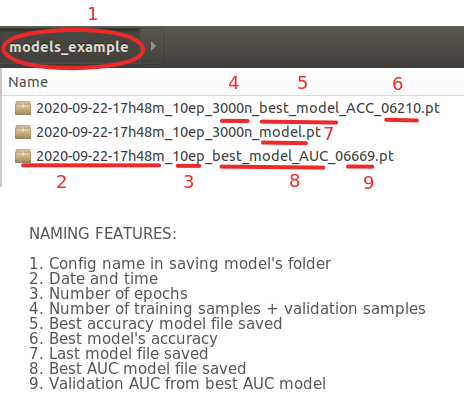 1
models_example
Name
4 5 6
2020-09-22-17h48m_10ep_3000n_best_model_ACC_06210.pt
2020-09-22-17h48m_10ep_3000n_model.pt 7
2020-09-22-17h48m_10ep_best_model_AUC_06669.pt
2 3 8 9
NAMING FEATURES:
1. Config name in saving model's folder
2. Date and time
3. Number of epochs
4. Number of training samples + validation samples
5. Best accuracy model file saved
6. Best model's accuracy
7. Last model file saved
8. Best AUC model file saved
9. Validation AUC from best AUC model